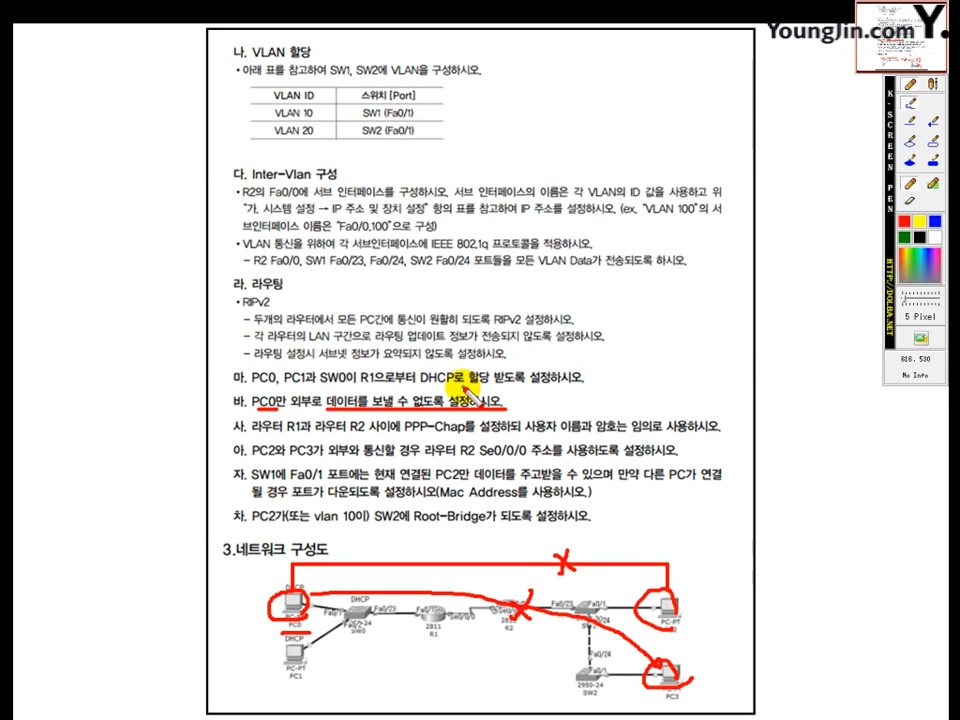 YoungJin.com Y.
나. VLAN 할당
• 아래 표를 참고하여 SW1, SW2에 VLAN을 구성하시오.
VLAN ID 스위치 [Port]
VLAN 10 SW1 (Fa0/1)
VLAN 20 SW2 (Fa0/1)
다. Inter-Vlan 구성
• R2의 Fa0/0에 서브 인터페이스를 구성하시오. 서브 인터페이스의 이름은 각 VLAN의 ID 값을 사용하고 위
"가. 시스템 설정 → IP 주소 및 장치 설정" 항의 표를 참고하여 IP 주소를 설정하시오. (ex. "VLAN 100"의 서
브인터페이스 이름은 "Fa0/0.100"으로 구성)
• VLAN 통신을 위하여 각 서브인터페이스에 IEEE 802.1q 프로토콜을 적용하시오.
– R2 Fa0/0, SW1 Fa0/23, Fa0/24, SW2 Fa0/24 포트들을 모든 VLAN Data가 전송되도록 하시오.
라. 라우팅
• RIPv2
– 두개의 라우터에서 모든 PC간에 통신이 원활히 되도록 RIPv2 설정하시오.
– 각 라우터의 LAN 구간으로 라우팅 업데이트 정보가 전송되지 않도록 설정하시오.
– 라우팅 설정시 서브넷 정보가 요약되지 않도록 설정하시오.
마. PC0, PC1과 SW0이 R1으로부터 DHCP로 할당 받도록 설정하시오.
바. PC0만 외부로 데이터를 보낼 수 없도록 설정하시오.
사. 라우터 R1과 라우터 R2 사이에 PPP-Chap를 설정하되 사용자 이름과 암호는 임의로 사용하시오.
아. PC2와 PC3가 외부와 통신할 경우 라우터 R2 Se0/0/0 주소를 사용하도록 설정하시오.
자. SW1에 Fa0/1 포트에는 현재 연결된 PC2만 데이터를 주고받을 수 있으며 만약 다른 PC가 연결
될 경우 포트가 다운되도록 설정하시오(Mac Address를 사용하시오.)
차. PC2가(또는 vlan 10이) SW2에 Root-Bridge가 되도록 설정하시오.
3.네트워크 구성도
DHCP
PC0
DHCP
PC-PT
PC1
DHCP
Fa0/23
SW0
2811
R1
Se0/0/0
R2
Fa0/23
Fa0/1
PC-PT
Fa0/24
Fa0/1
2950-24
SW2
PC3
K-SCREEN PEN
HTTP://DOLBA.NET
5 Pixel
616, 530
No Info